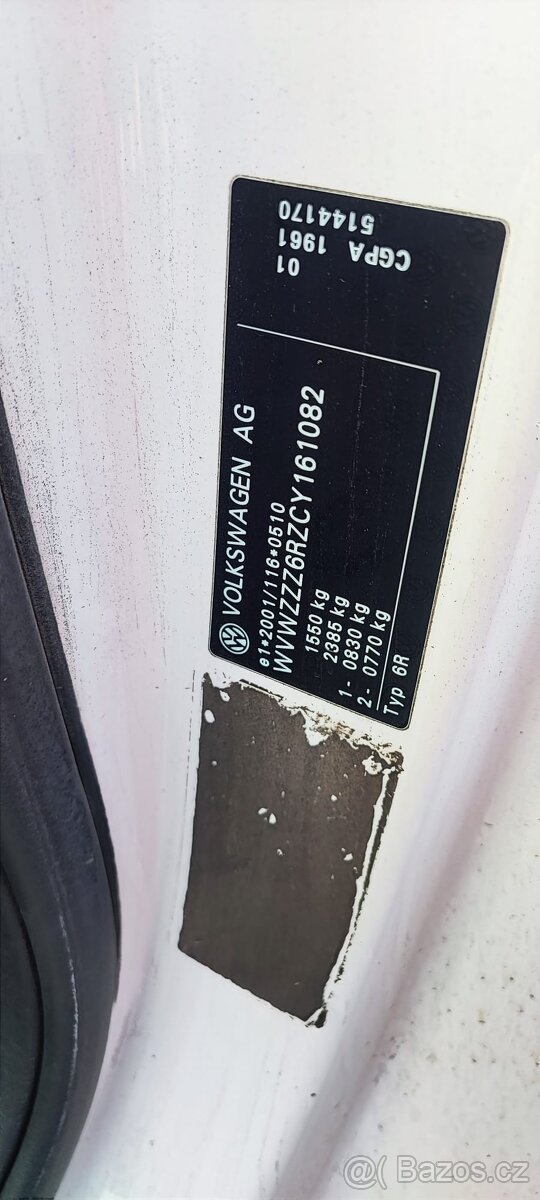 VOLKSWAGEN AG
e1*2001/116*0510
WVWZZZ6RZCY161082
1550 kg
2385 kg
1- 0830 kg
2- 0770 kg
Typ 6R
01
CGPA 1961
5144170
Bazos.cz